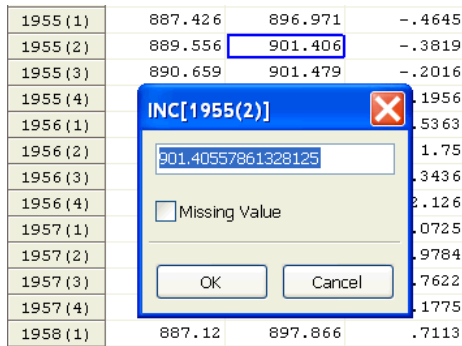 1955(1) 887.426 896.971 -.4645
1955(2) 889.556 901.406 -.3819
1955(3) 890.659 901.479 -.2016
1955(4) .1956
INC[1955(2)]
1956(1) .5363
901.40557861328125
1956(2) 1.75
1956(3) .3436
Missing Value
1956(4) 2.126
1957(1) .0725
1957(2) .9784
OK Cancel
1957(3) .7622
1957(4) .1775
1958(1) 887.12 897.866 .7113